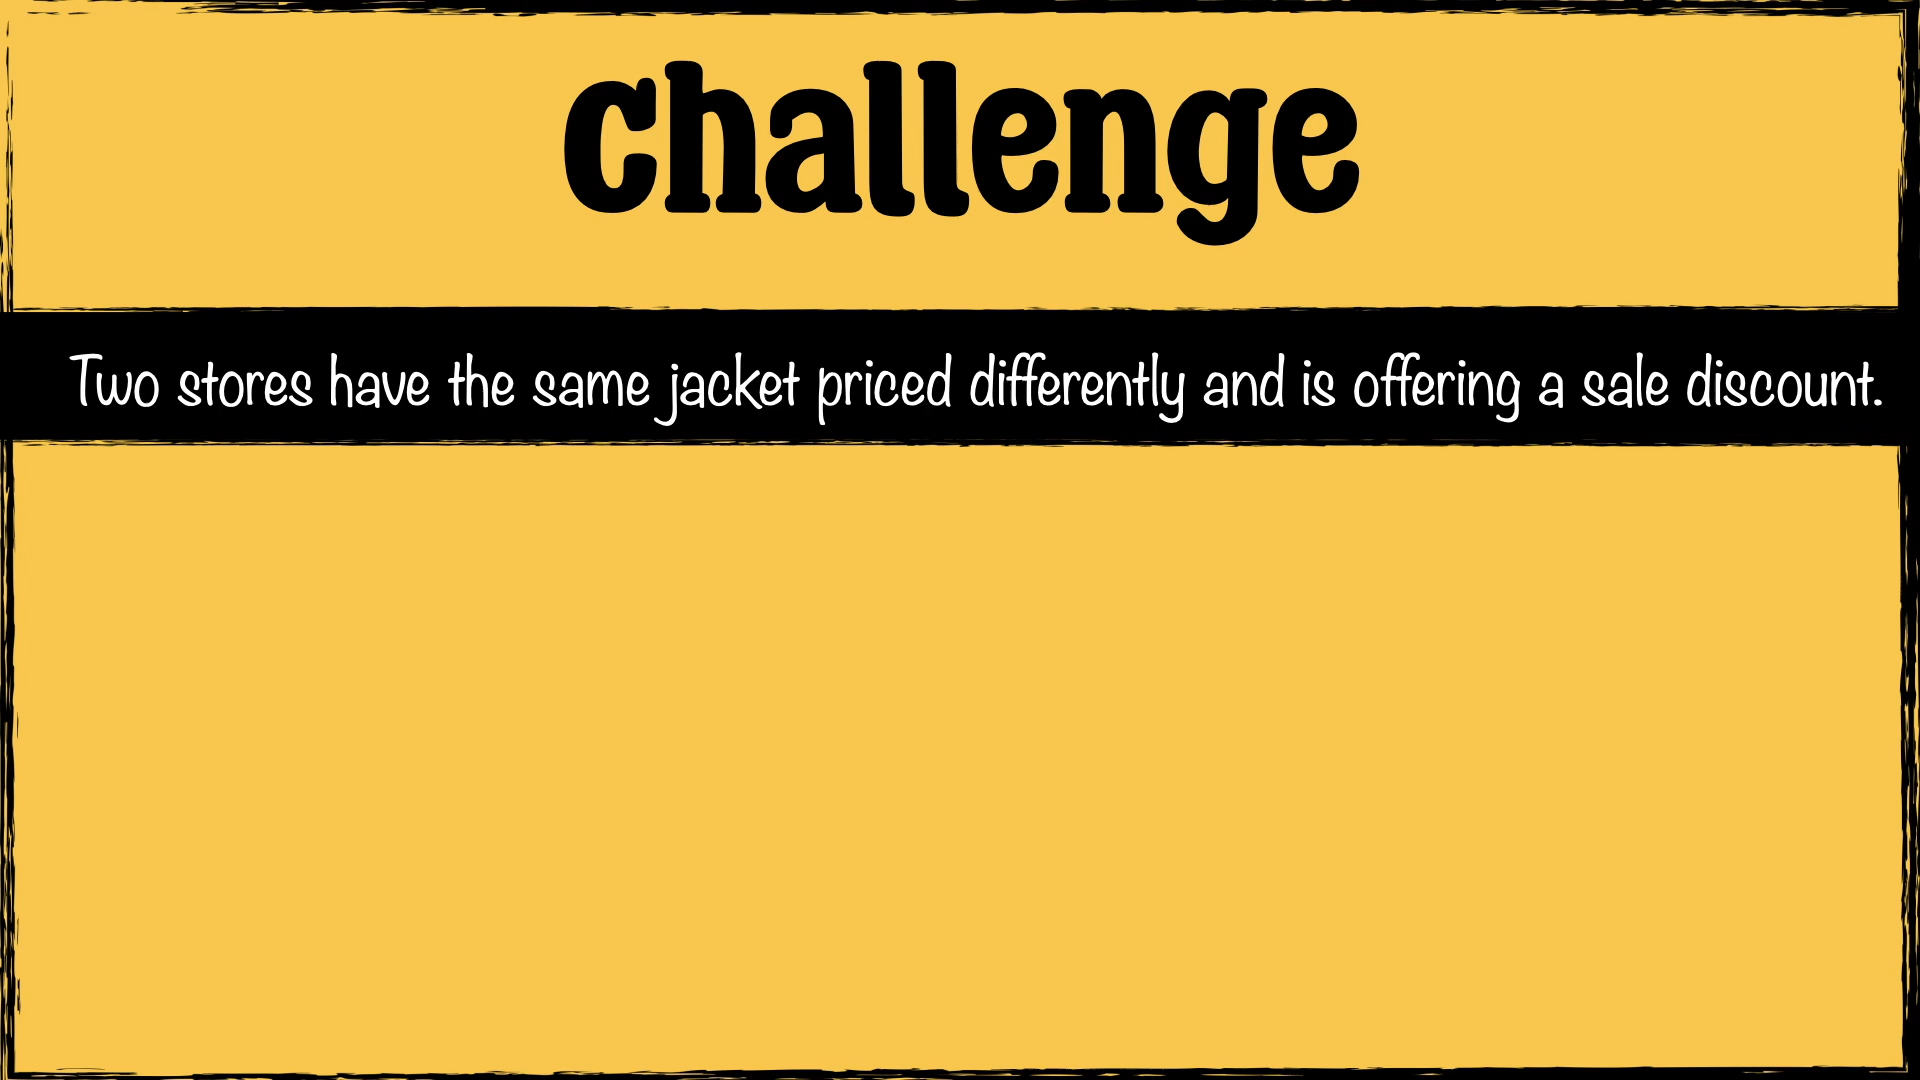 Challenge
Two stores have the same jacket priced differently and is offering a sale discount.